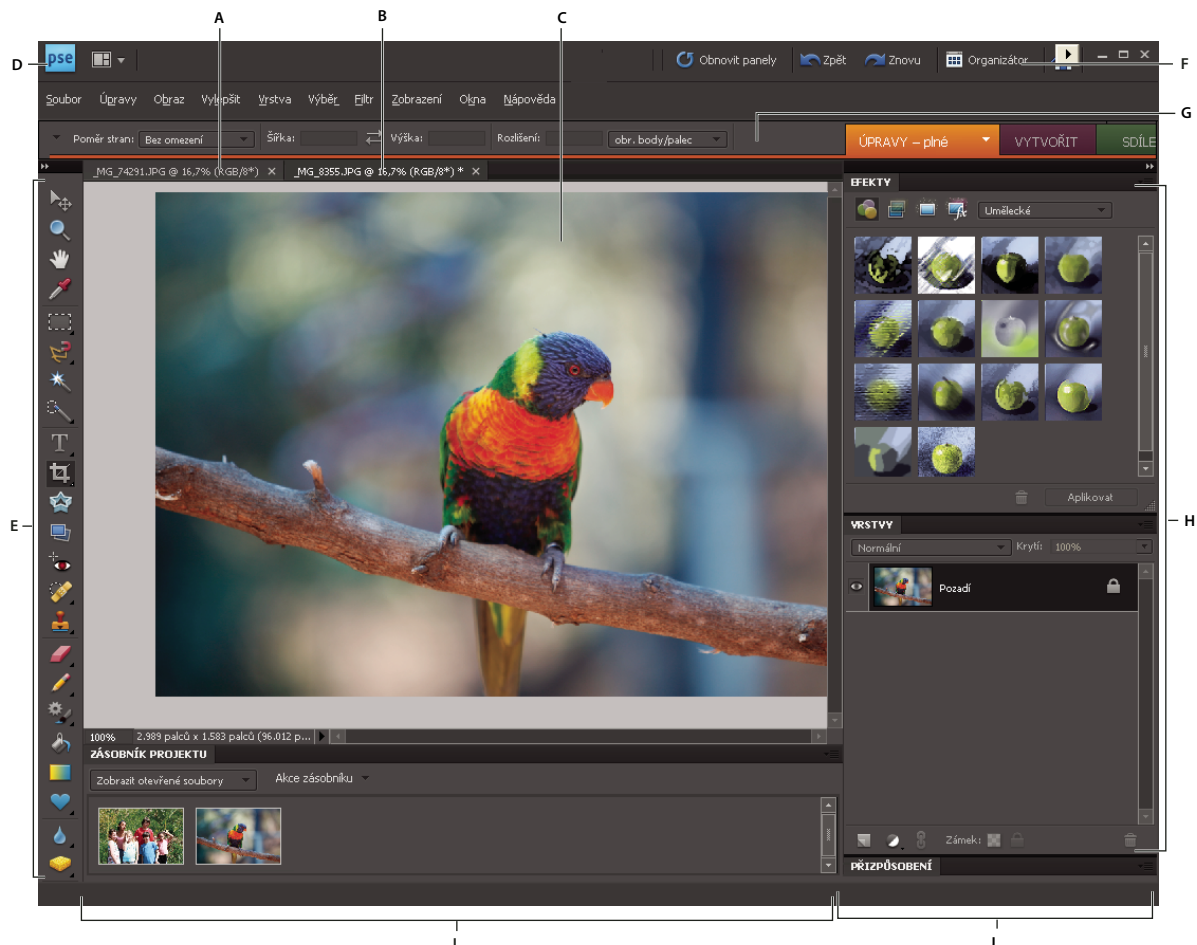 A B C
D E F G H
pse
Obnovit panely Zpět Znovu Organizátor
Soubor Úpravy Obraz Vylepšit Vrstva Výběr Filtr Zobrazení Okna Nápověda
Poměr stran: Bez omezení Šířka: Výška: Rozlišení: obr. body/palec
ÚPRAVY – plné VYTVOŘIT SDÍLE
_MG_74291.JPG @ 16,7% (RGB/8*) × _MG_8355.JPG @ 16,7% (RGB/8*) * ×
EFEKTY
Umělecké
Aplikovat
VRSTVY
Normální Krytí: 100%
Pozadí
Zámek:
PŘIZPŮSOBENÍ
100% 2.989 palců x 1.583 palců (96.012 p...
ZÁSOBNÍK PROJEKTU
Zobrazit otevřené soubory Akce zásobníku